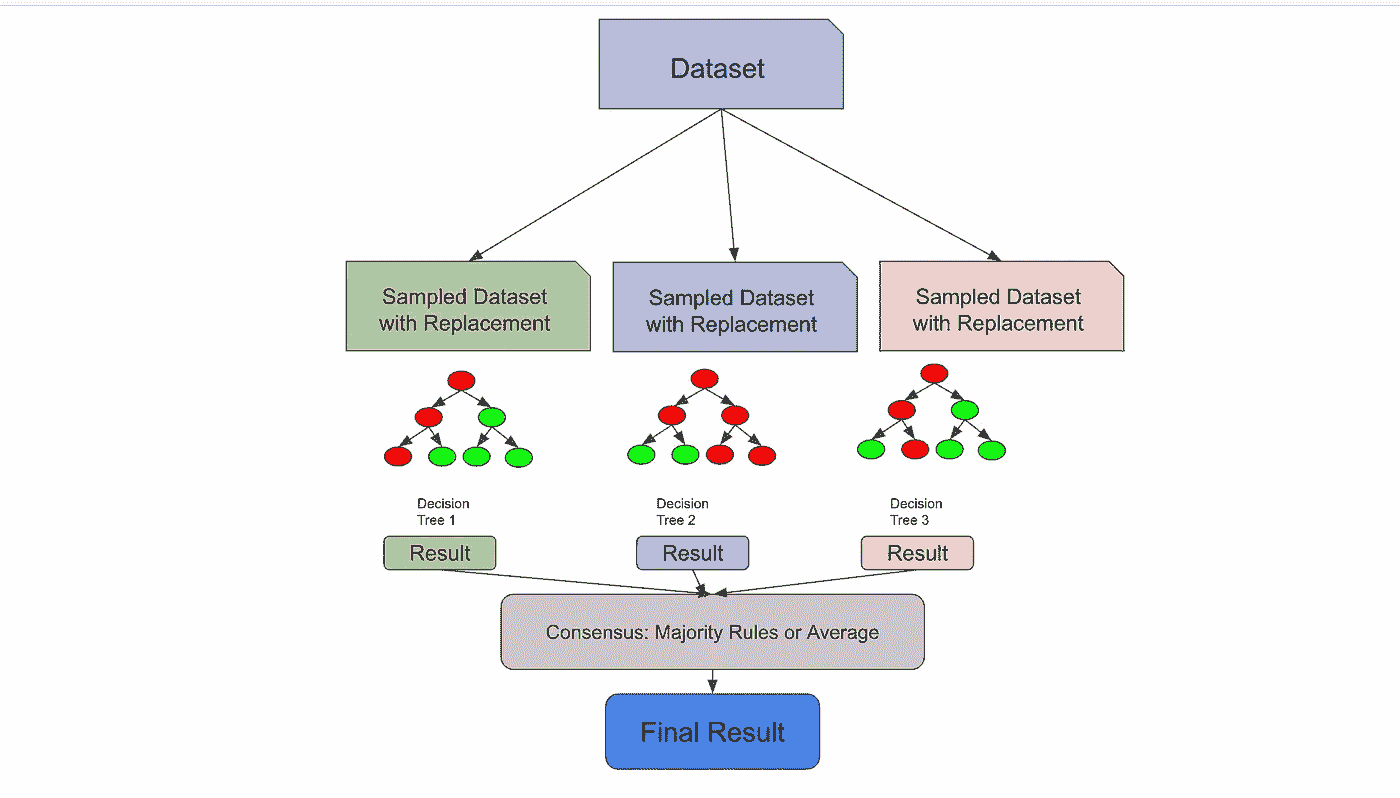 Dataset
Sampled Dataset
with Replacement
Sampled Dataset
with Replacement
Sampled Dataset
with Replacement
Decision
Tree 1
Decision
Tree 2
Decision
Tree 3
Result
Result
Result
Consensus: Majority Rules or Average
Final Result